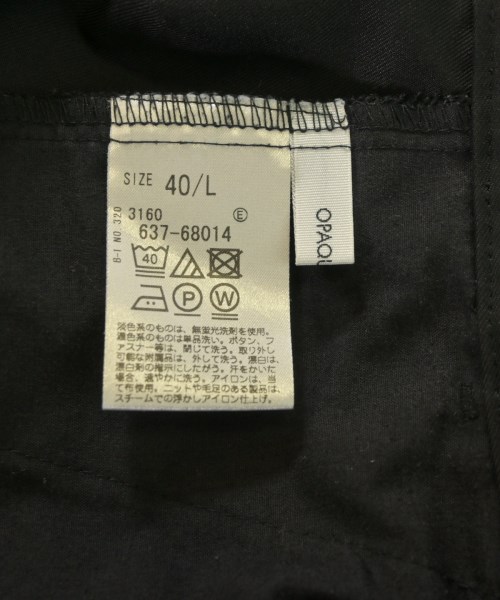 SIZE 40/L
B-I NO.320
3160 E
637-68014
40
P W
淡色系のものは、無蛍光洗剤を使用。
濃色系のものは単品洗い。ボタン、フ
ァスナー等は、閉じて洗う。取り外し
可能な附属品は、外して洗う。漂白は、
漂白剤の指示にしたがう。汗をかいた
場合、速やかに洗う。アイロンは、当
て布使用。ニットや毛足のある製品は、
スチームでの浮かしアイロン仕上げ。
OPAQU